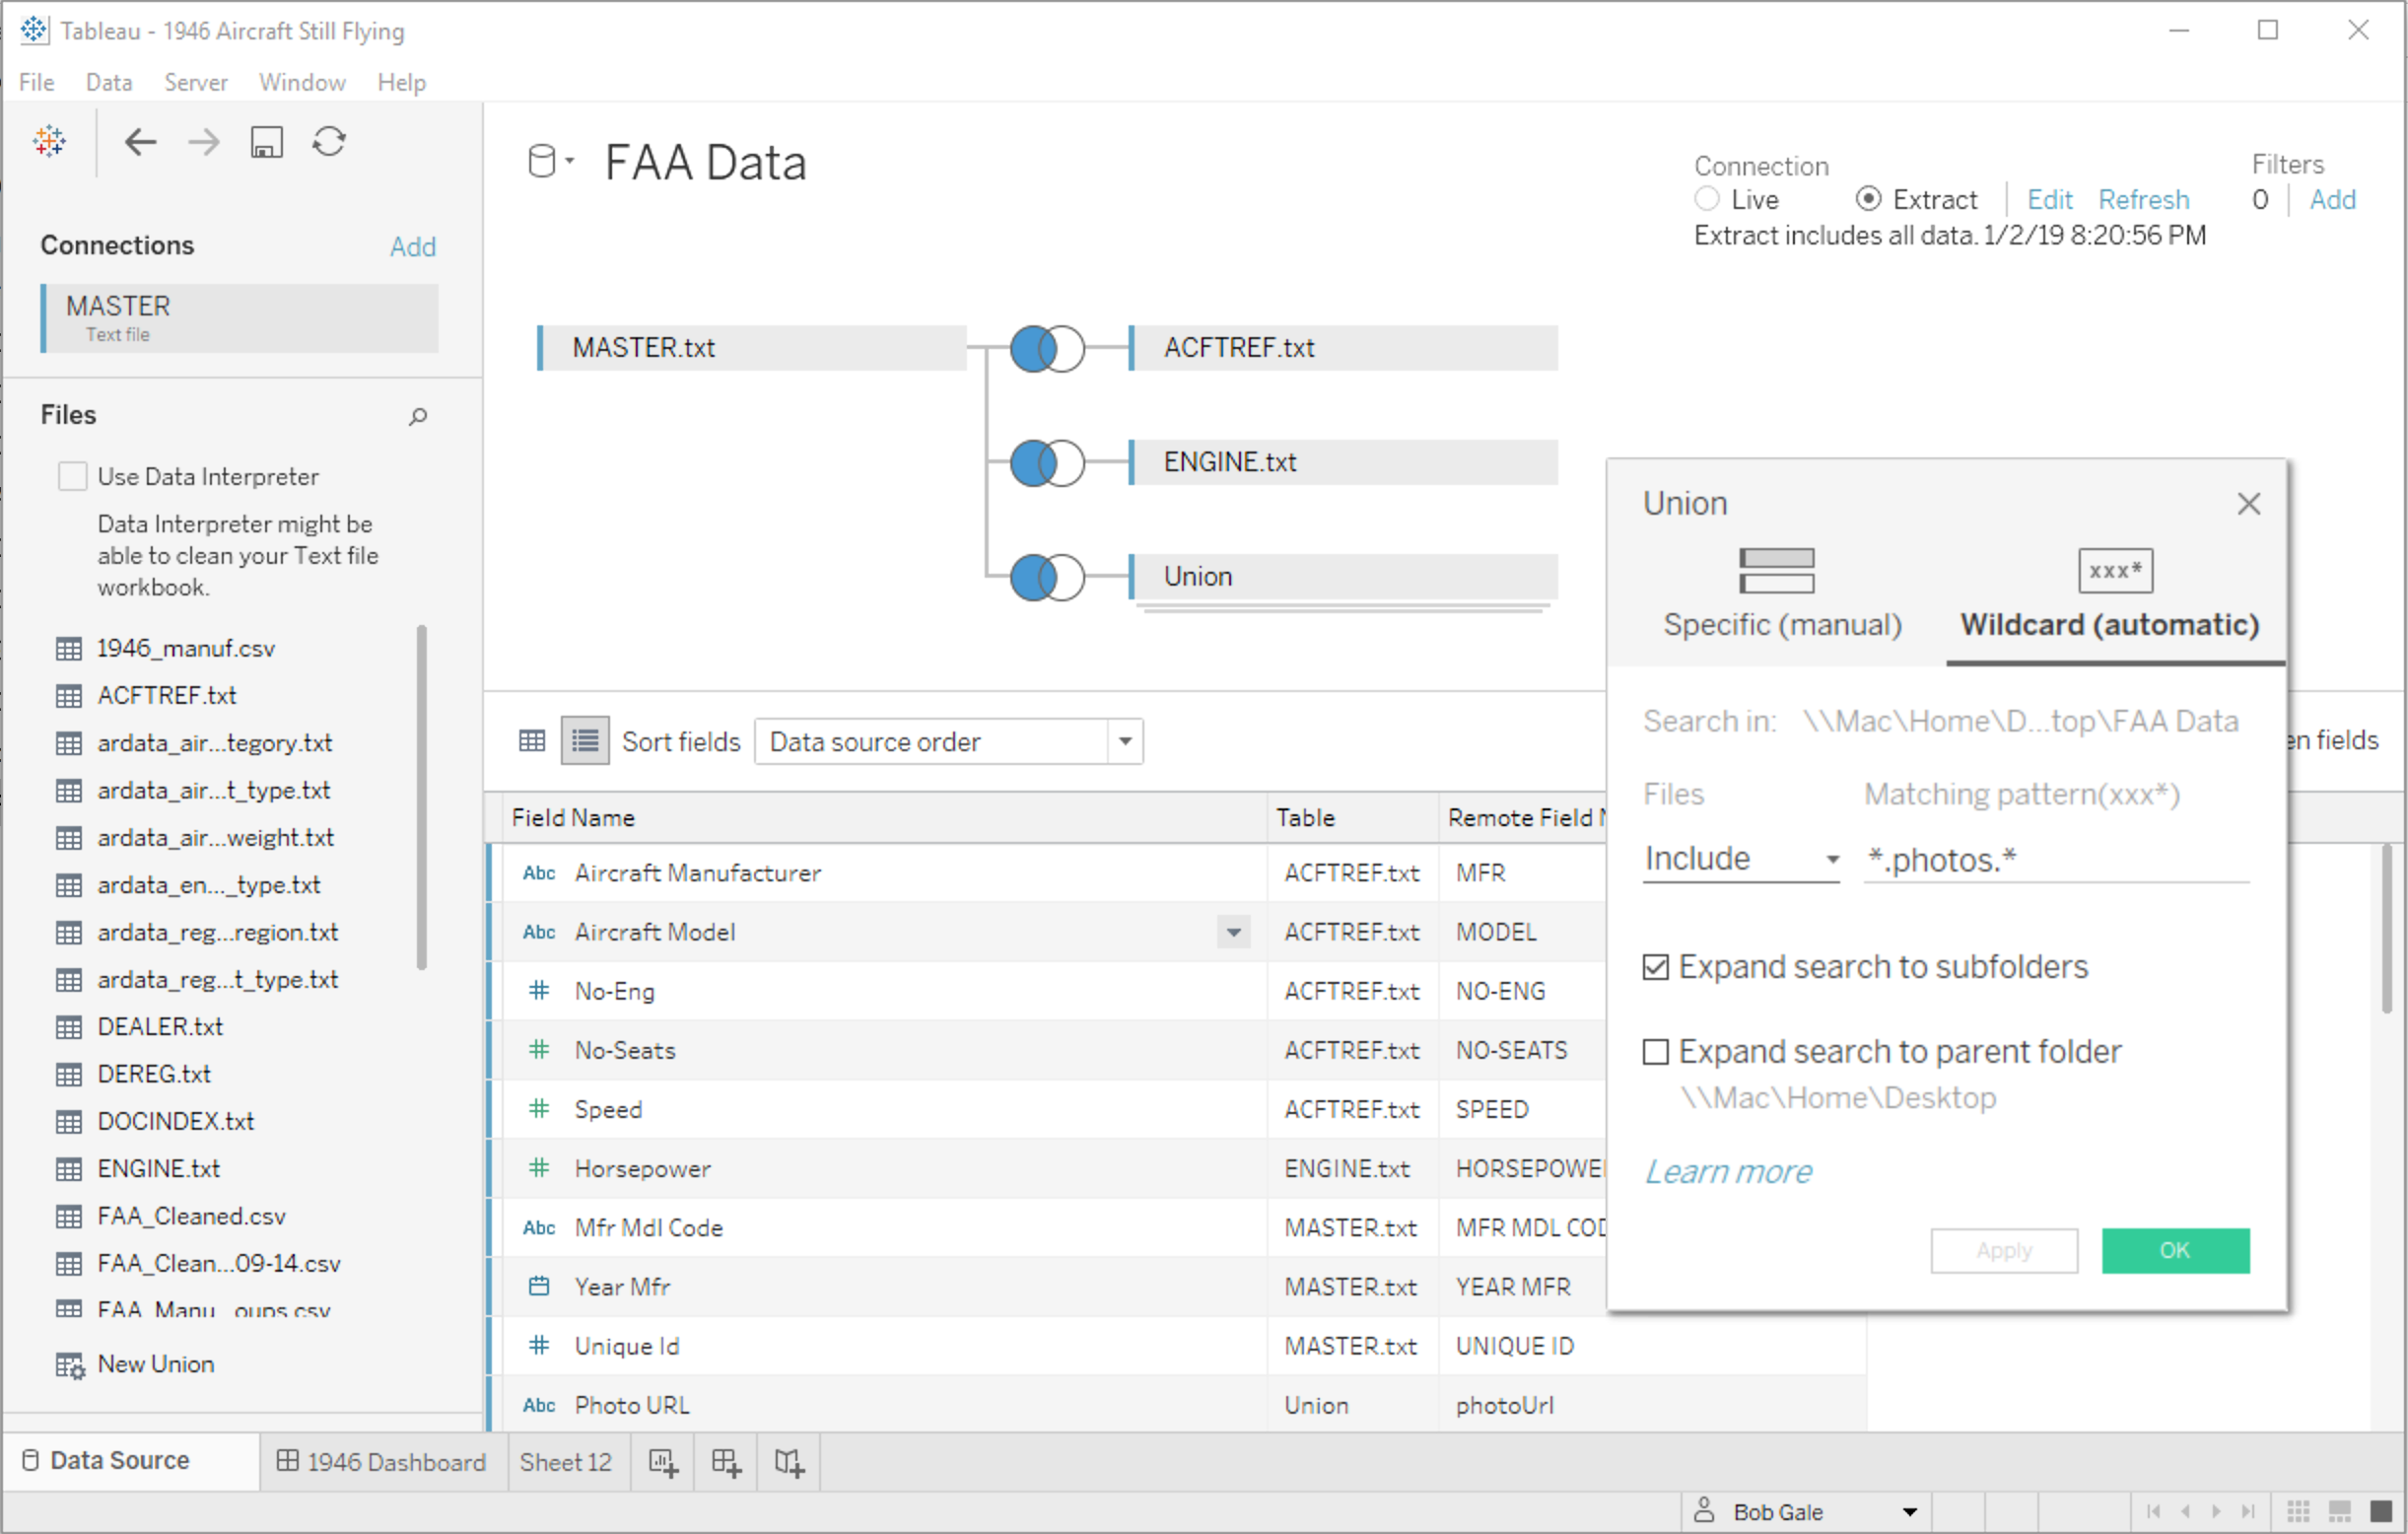 Tableau - 1946 Aircraft Still Flying
File Data Server Window Help
Connections Add
MASTER
Text file
Files
Use Data Interpreter
Data Interpreter might be
able to clean your Text file
workbook.
1946_manuf.csv
ACFTREF.txt
ardata_air...tegory.txt
ardata_air...t_type.txt
ardata_air...weight.txt
ardata_en..._type.txt
ardata_reg...region.txt
ardata_reg...t_type.txt
DEALER.txt
DEREG.txt
DOCINDEX.txt
ENGINE.txt
FAA_Cleaned.csv
FAA_Clean...09-14.csv
FAA_Manu...oups.csv
New Union
FAA Data
Connection
Live Extract Edit Refresh
Extract includes all data. 1/2/19 8:20:56 PM
Filters
0 Add
MASTER.txt
ACFTREF.txt
ENGINE.txt
Union
Sort fields Data source order
en fields
Field Name Table Remote Field N
Abc Aircraft Manufacturer ACFTREF.txt MFR
Abc Aircraft Model ACFTREF.txt MODEL
# No-Eng ACFTREF.txt NO-ENG
# No-Seats ACFTREF.txt NO-SEATS
# Speed ACFTREF.txt SPEED
# Horsepower ENGINE.txt HORSEPOWE
Abc Mfr Mdl Code MASTER.txt MFR MDL COD
Year Mfr MASTER.txt YEAR MFR
# Unique Id MASTER.txt UNIQUE ID
Abc Photo URL Union photoUrl
Union
xxx*
Specific (manual) Wildcard (automatic)
Search in: \\Mac\Home\D...top\FAA Data
Files Matching pattern(xxx*)
Include *.photos.*
Expand search to subfolders
Expand search to parent folder
\\Mac\Home\Desktop
Learn more
Apply OK
Data Source 1946 Dashboard Sheet 12
Bob Gale